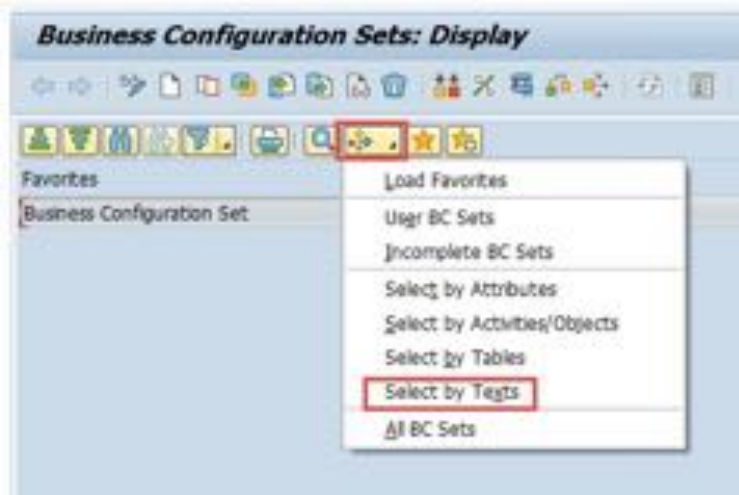 Business Configuration Sets: Display
Favorites
Business Configuration Set
Load Favorites
User BC Sets
Incomplete BC Sets
Select by Attributes
Select by Activities/Objects
Select by Tables
Select by Texts
All BC Sets